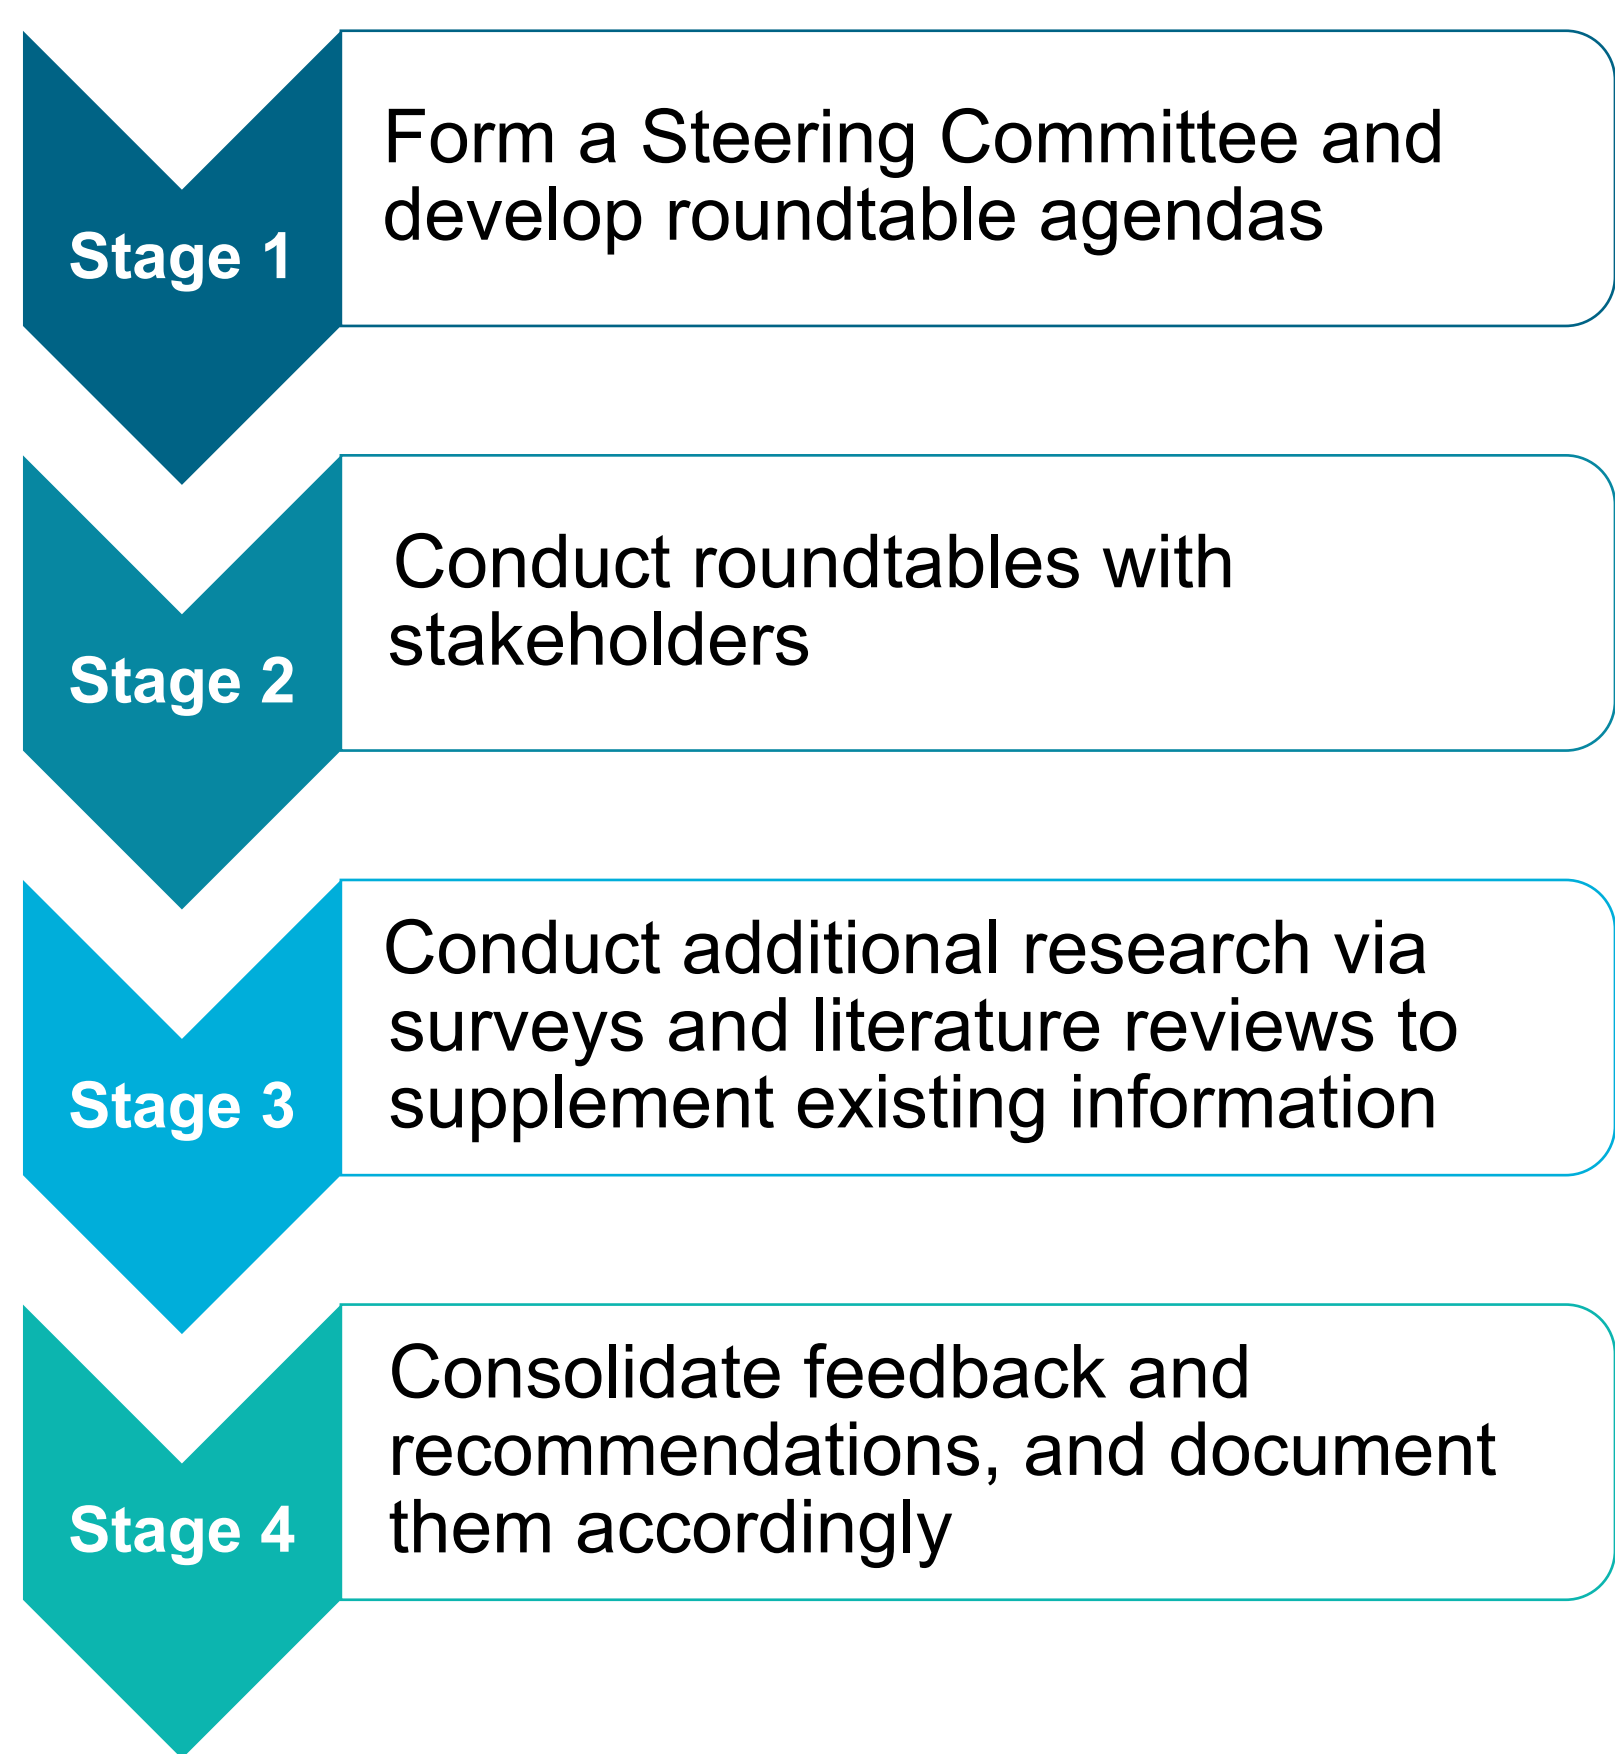 Stage 1
Form a Steering Committee and
develop roundtable agendas
Stage 2
Conduct roundtables with
stakeholders
Stage 3
Conduct additional research via
surveys and literature reviews to
supplement existing information
Stage 4
Consolidate feedback and
recommendations, and document
them accordingly